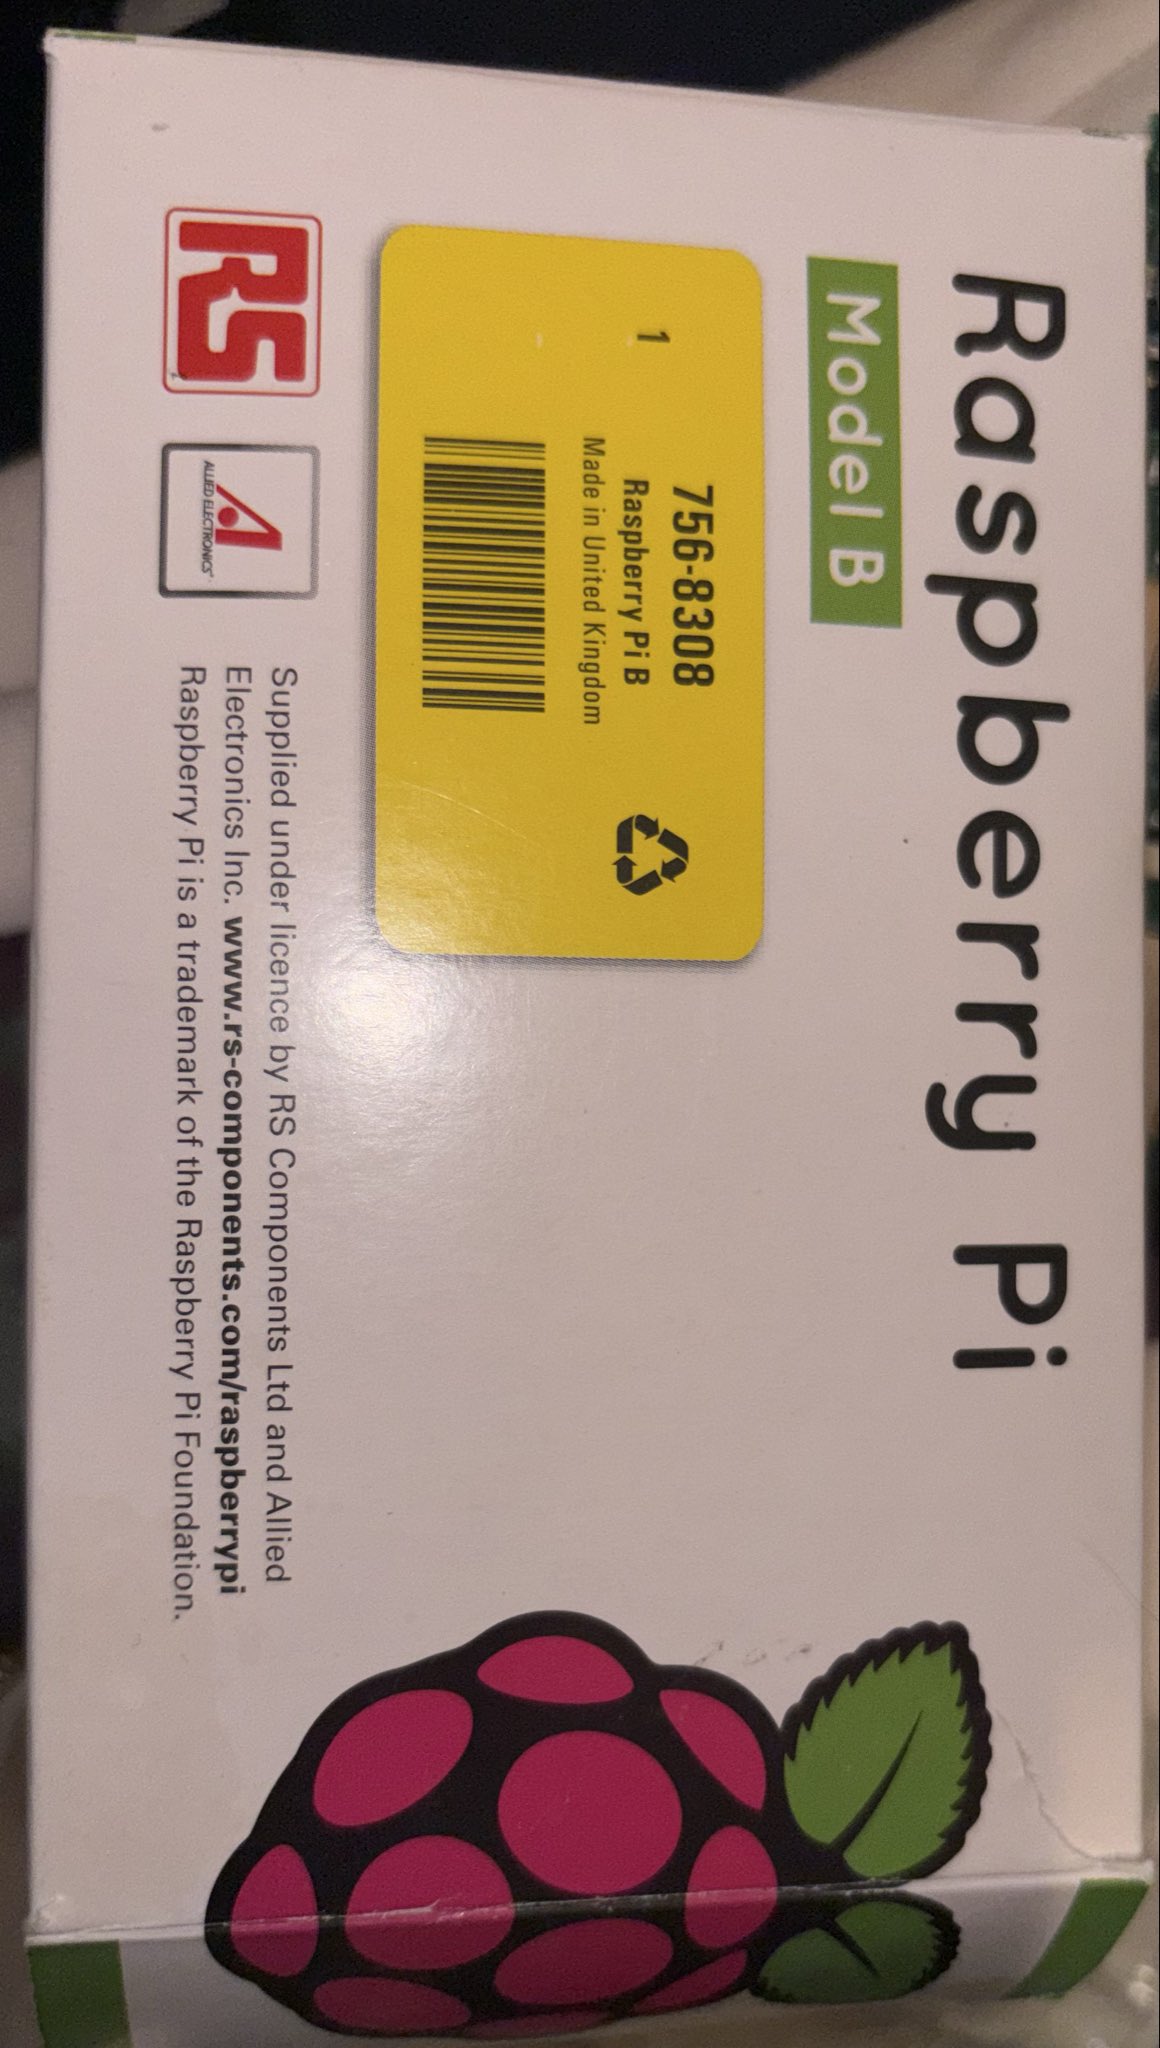 Raspberry Pi
Model B
756-8308
1
Raspberry Pi B
Made in United Kingdom
RS
ALLIED ELECTRONICS
Supplied under licence by RS Components Ltd and Allied
Electronics Inc. www.rs-components.com/raspberrypi
Raspberry Pi is a trademark of the Raspberry Pi Foundation.